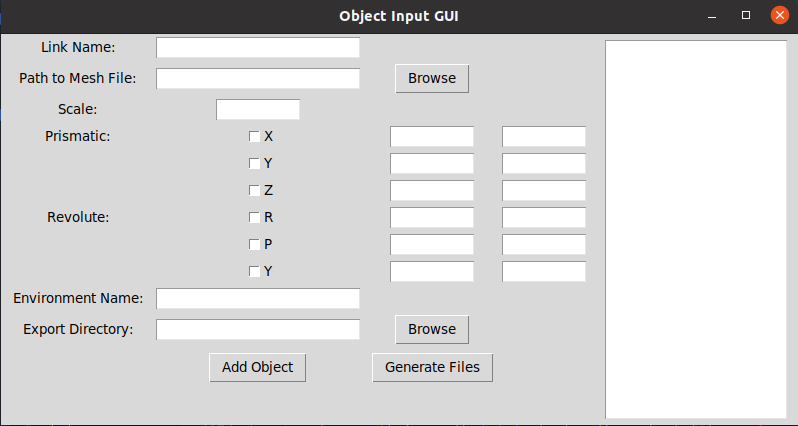 Object Input GUI
Link Name:
Path to Mesh File: Browse
Scale:
Prismatic: X
Y
Z
Revolute: R
P
Y
Environment Name:
Export Directory: Browse
Add Object Generate Files